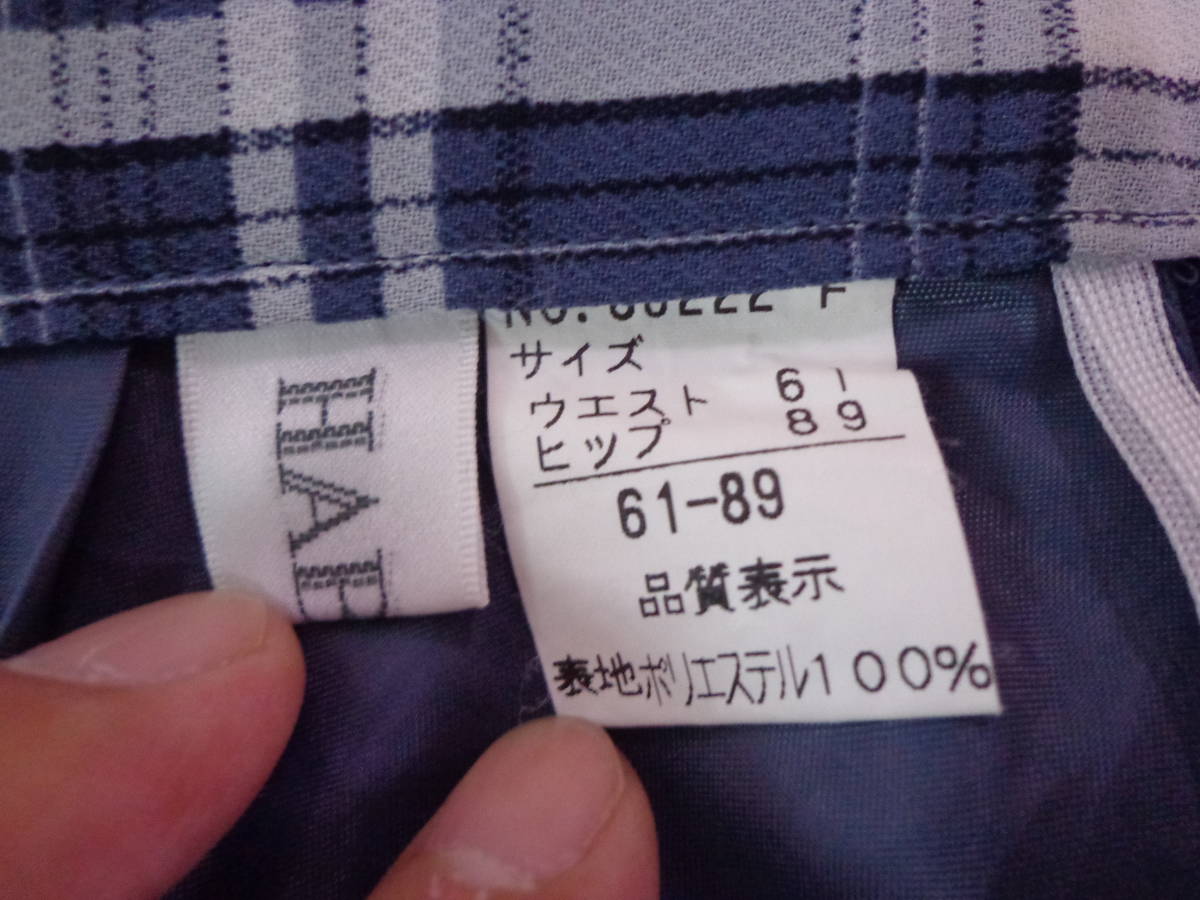 HAR
サイズ
ウエスト 61
ヒップ 89
61-89
品質表示
表地ポリエステル100%